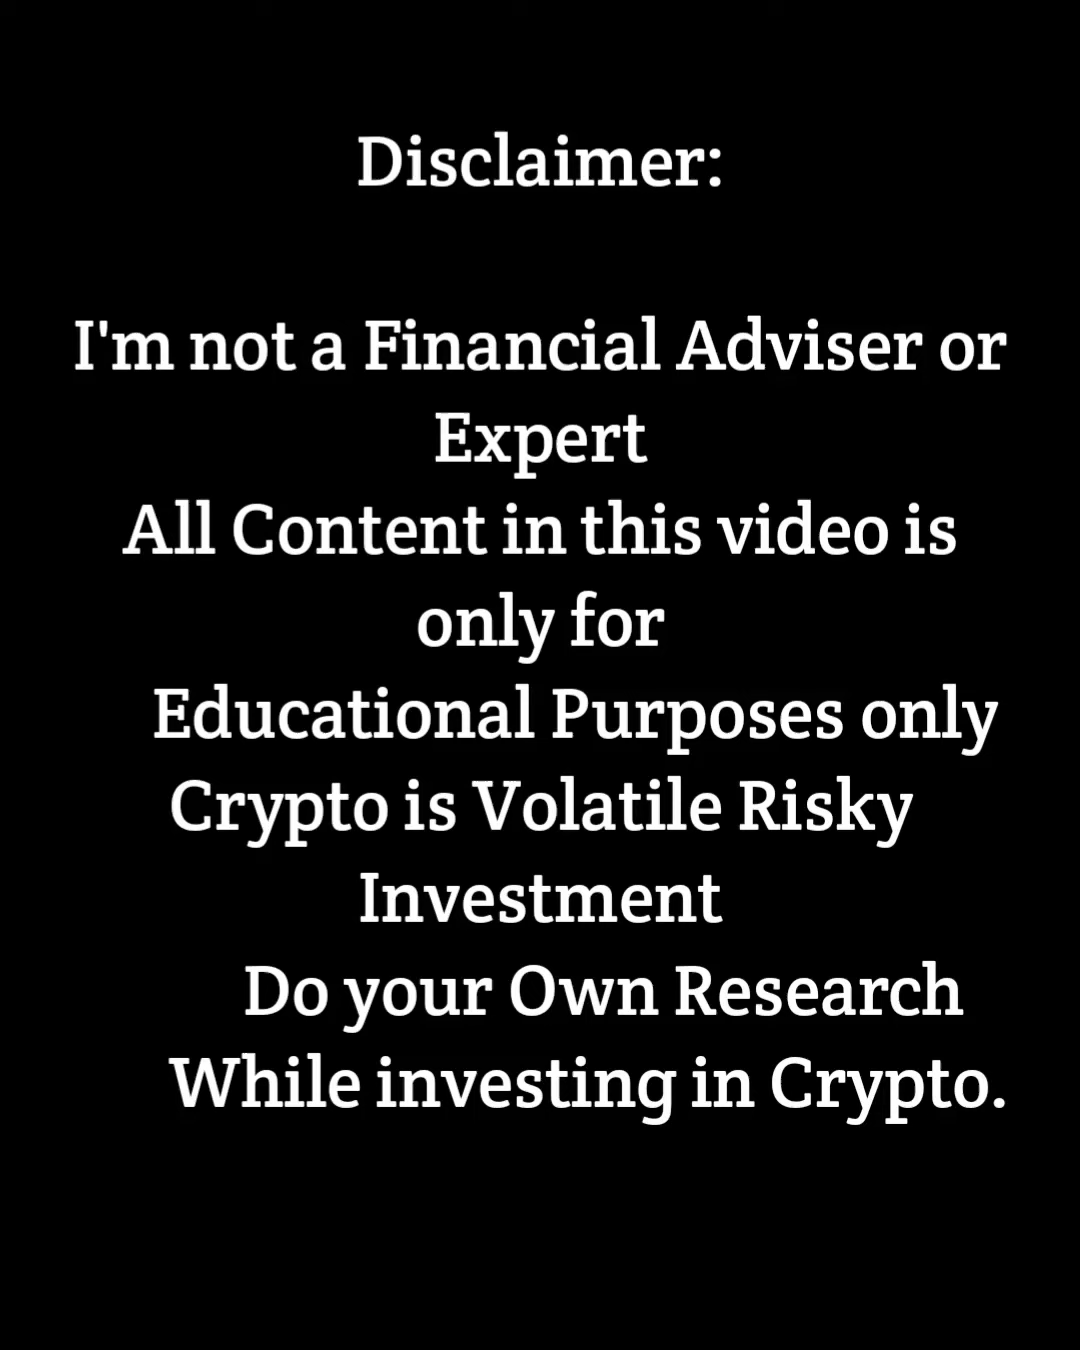 Disclaimer:
I'm not a Financial Adviser or
Expert
All Content in this video is
only for
Educational Purposes only
Crypto is Volatile Risky
Investment
Do your Own Research
While investing in Crypto.